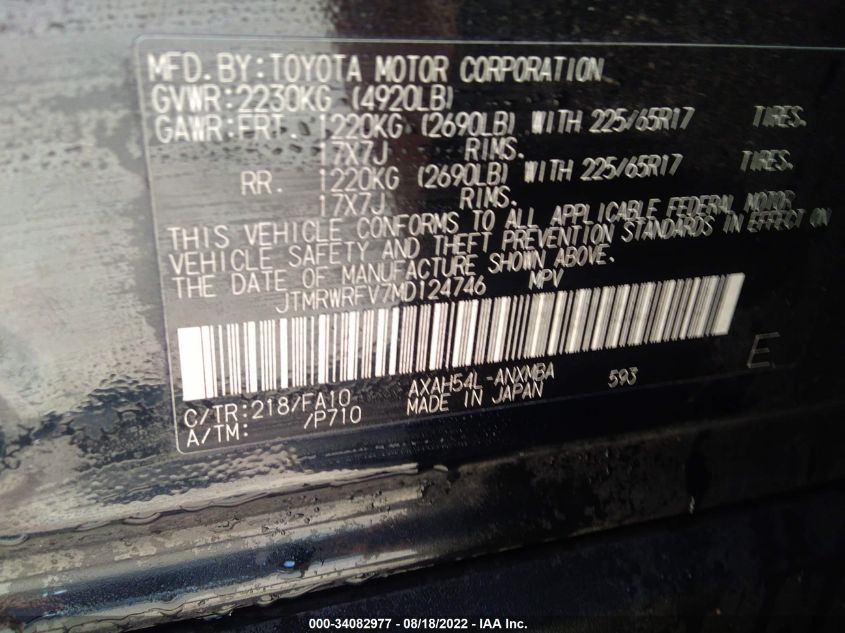 MFD.BY:TOYOTA MOTOR CORPORATION
GVWR:2230KG (4920LB)
GAWR:FRT. 1220KG (2690LB) WITH 225/65R17 TIRES.
17X7J RIMS.
RR. 1220KG (2690LB) WITH 225/65R17 TIRES.
17X7J RIMS.
THIS VEHICLE CONFORMS TO ALL APPLICABLE FEDERAL MOTOR
VEHICLE SAFETY AND THEFT PREVENTION STANDARDS IN EFFECT ON
THE DATE OF MANUFACTURE SHOWN ABOVE.
JTMRWRFV7MD124746 MPV
E
C/TR:218/FA10 AXAH54L-ANXMBA 593
A/TM: /P710 MADE IN JAPAN
000-34082977 - 08/18/2022 - IAA Inc.